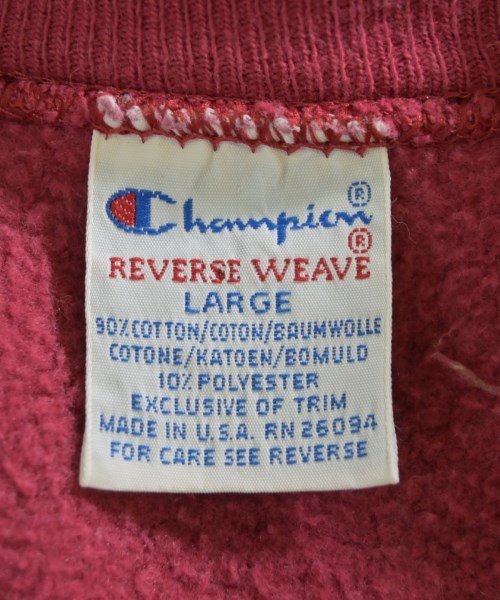 Champion®
REVERSE WEAVE®
LARGE
90% COTTON/COTON/BAUMWOLLE
COTONE/KATOEN/BOMULD
10% POLYESTER
EXCLUSIVE OF TRIM
MADE IN U.S.A. RN 26094
FOR CARE SEE REVERSE